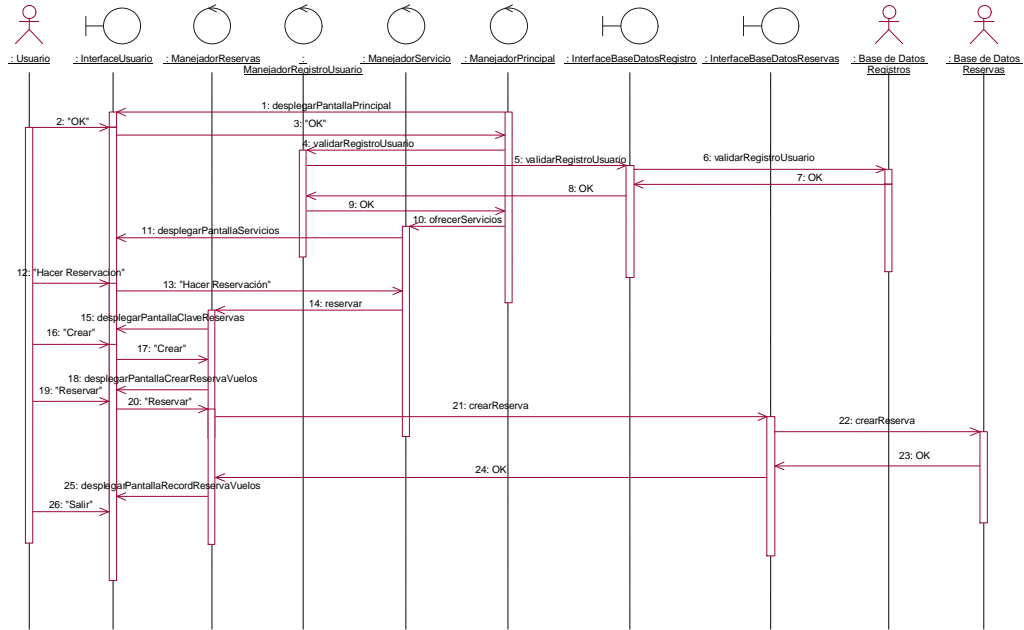 : Usuario
: InterfaceUsuario
: ManejadorReservas
:
ManejadorRegistroUsuario
: ManejadorServicio
: ManejadorPrincipal
: InterfaceBaseDatosRegistro
: InterfaceBaseDatosReservas
: Base de Datos
Registros
: Base de Datos
Reservas
1: desplegarPantallaPrincipal
2: "OK"
3: "OK"
4: validarRegistroUsuario
5: validarRegistroUsuario
6: validarRegistroUsuario
7: OK
8: OK
9: OK
10: ofrecerServicios
11: desplegarPantallaServicios
12: "Hacer Reservacion"
13: "Hacer Reservación"
14: reservar
15: desplegarPantallaClaveReservas
16: "Crear"
17: "Crear"
18: desplegarPantallaCrearReservaVuelos
19: "Reservar"
20: "Reservar"
21: crearReserva
22: crearReserva
23: OK
24: OK
25: desplegarPantallaRecordReservaVuelos
26: "Salir"